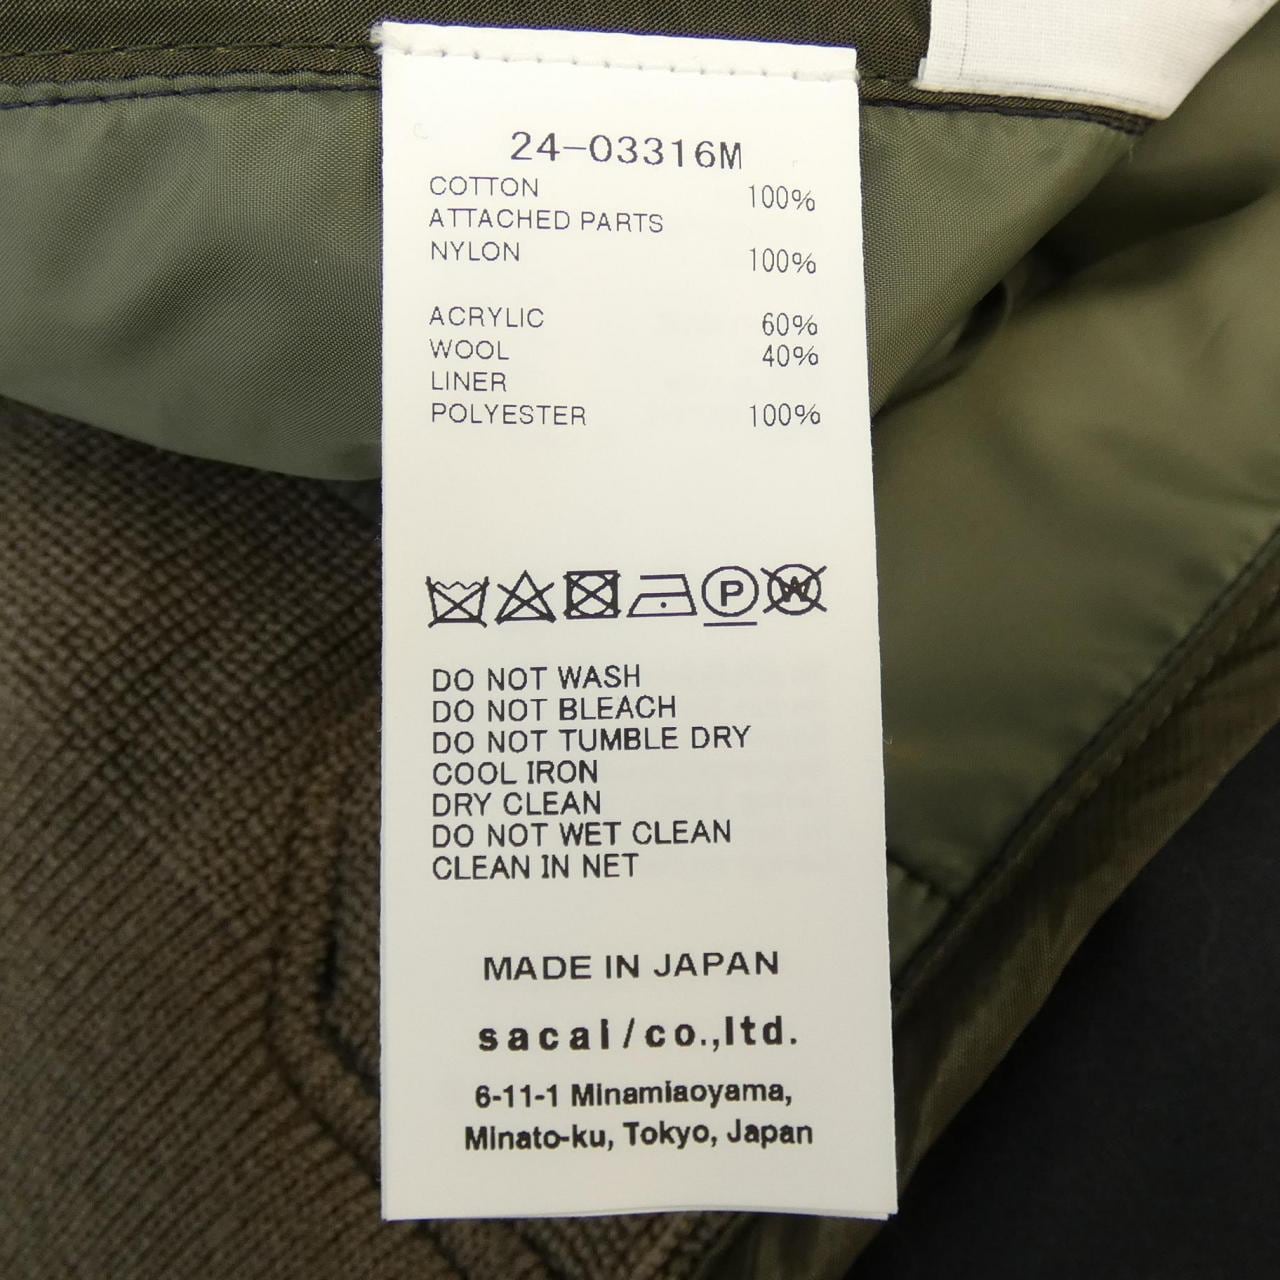 24-03316M
COTTON 100%
ATTACHED PARTS
NYLON 100%
ACRYLIC 60%
WOOL 40%
LINER
POLYESTER 100%
P W
DO NOT WASH
DO NOT BLEACH
DO NOT TUMBLE DRY
COOL IRON
DRY CLEAN
DO NOT WET CLEAN
CLEAN IN NET
MADE IN JAPAN
sacai/co.,ltd.
6-11-1 Minamiaoyama,
Minato-ku, Tokyo, Japan